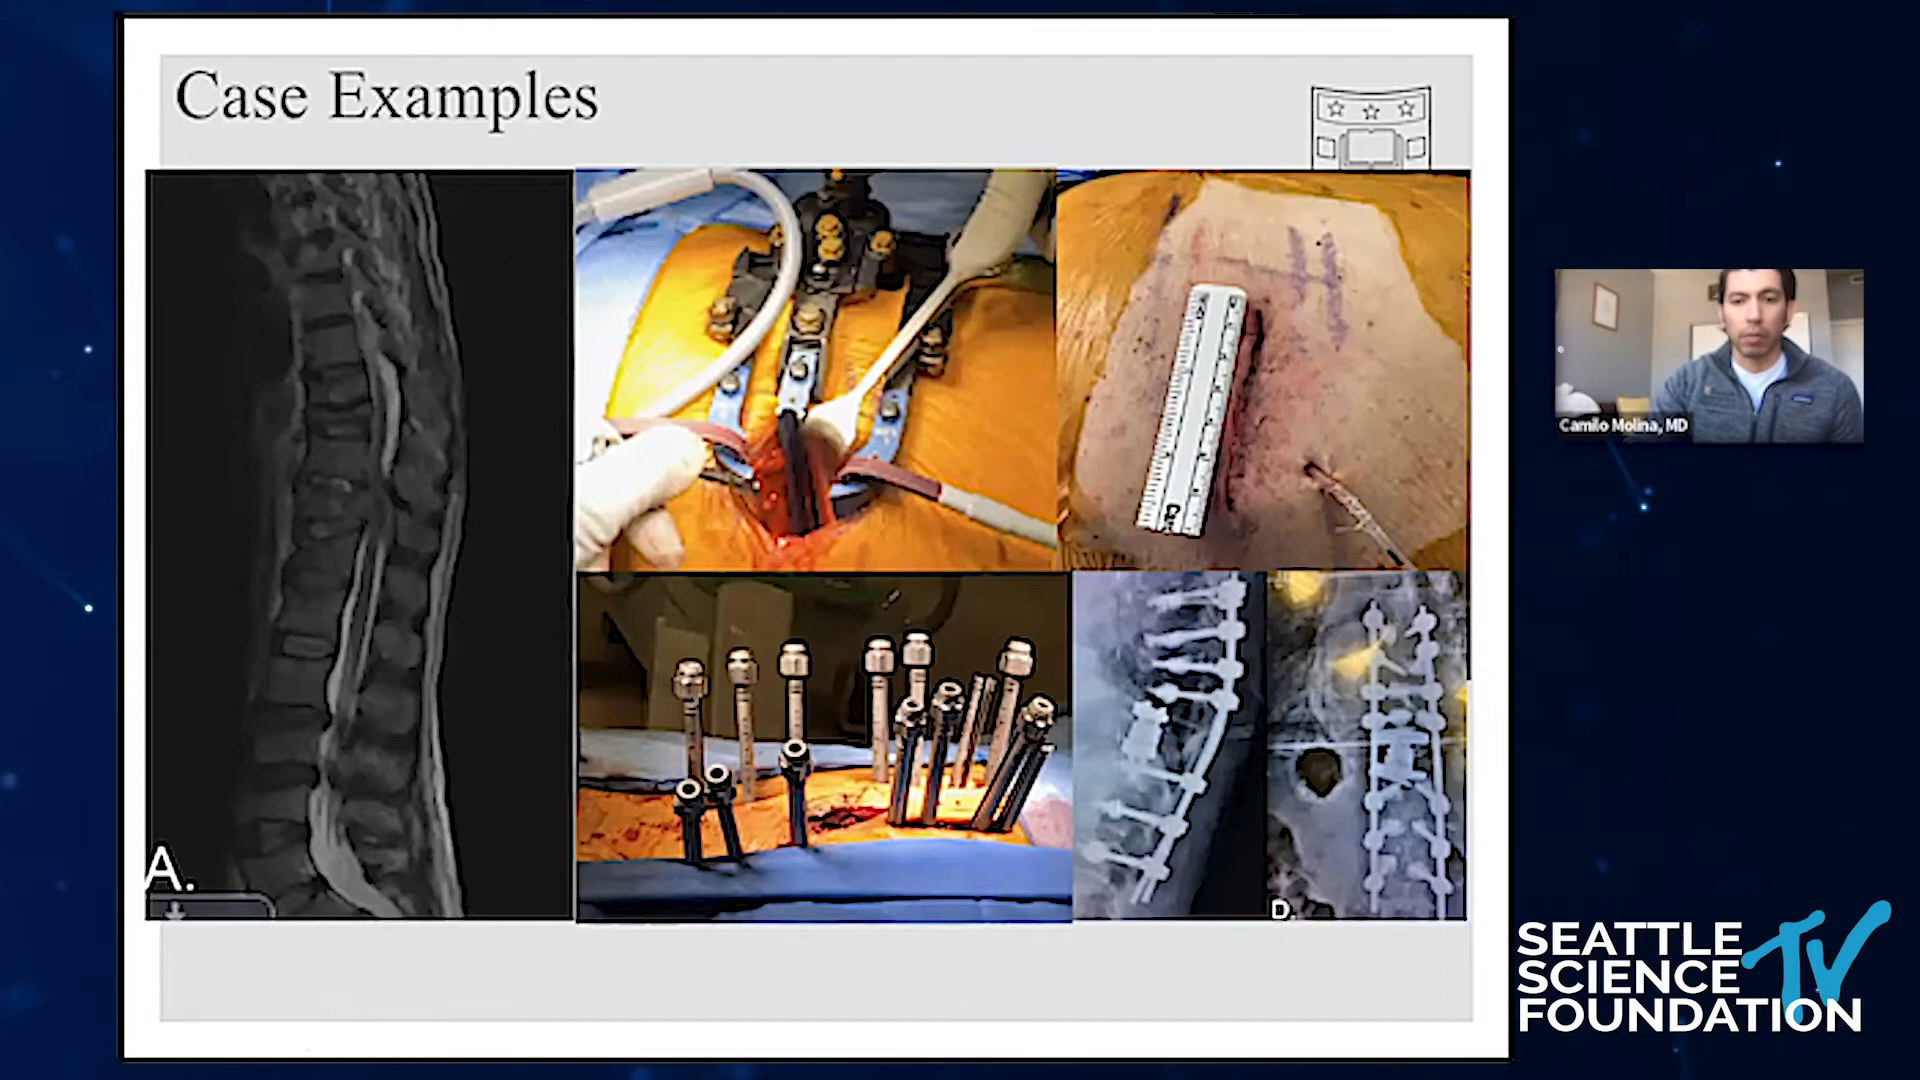 Case Examples
A.
D.
Camilo Molina, MD
SEATTLE
SCIENCE
FOUNDATION
TV